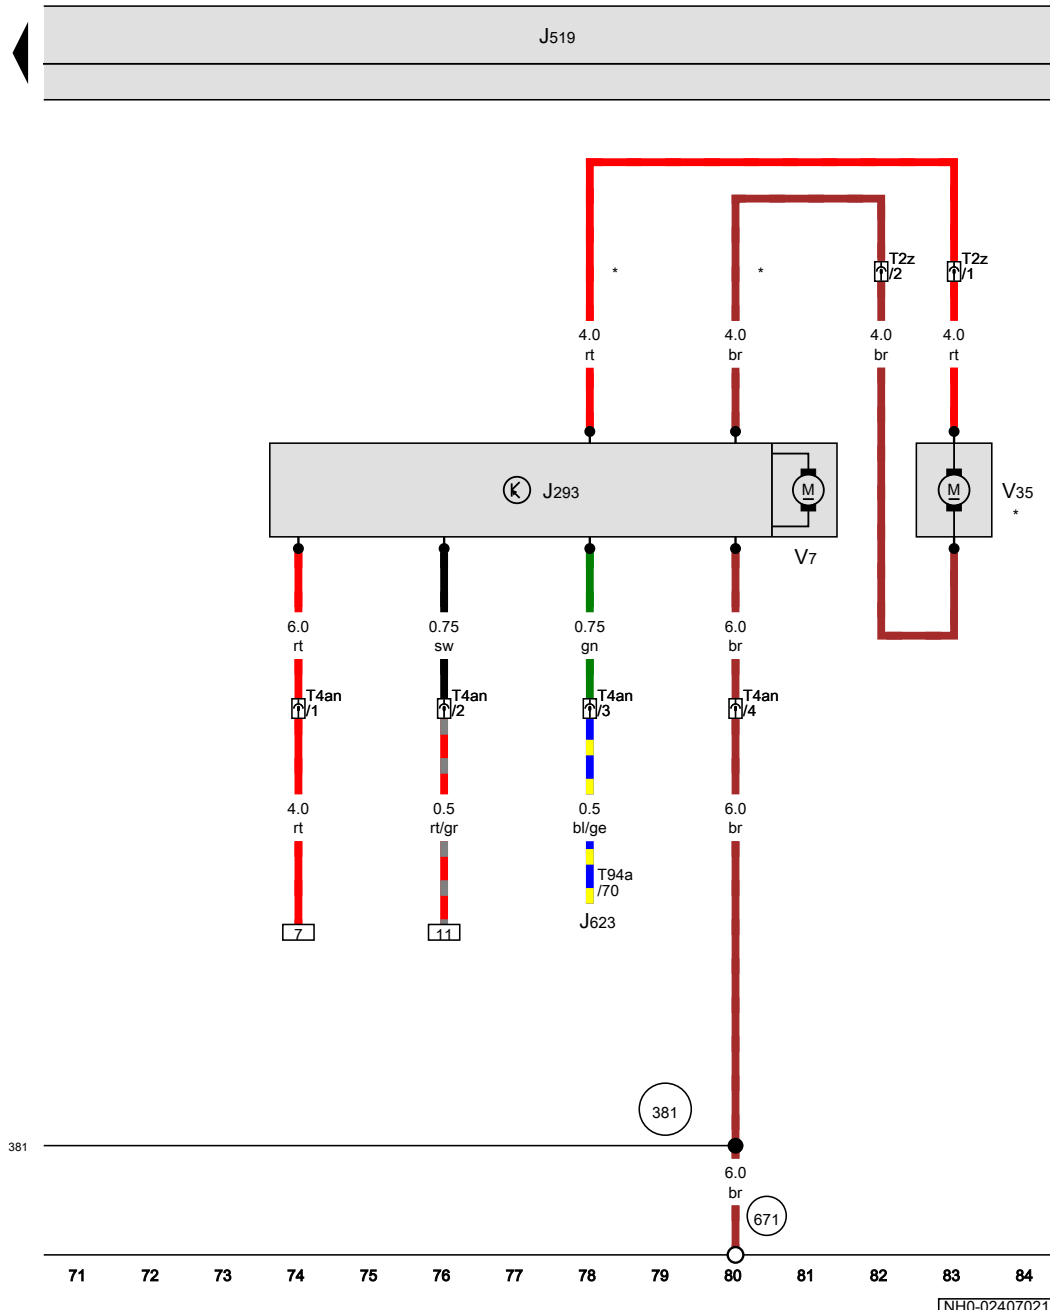 J519
T2z
/2
T2z
/1
*
*
4.0
rt
4.0
br
4.0
br
4.0
rt
J293
M
V7
M
V35
*
6.0
rt
0.75
sw
0.75
gn
6.0
br
T4an
/1
T4an
/2
T4an
/3
T4an
/4
4.0
rt
0.5
rt/gr
0.5
bl/ge
6.0
br
T94a
/70
7
11
J623
381
381
6.0
br
671
71 72 73 74 75 76 77 78 79 80 81 82 83 84
NH0-02407021